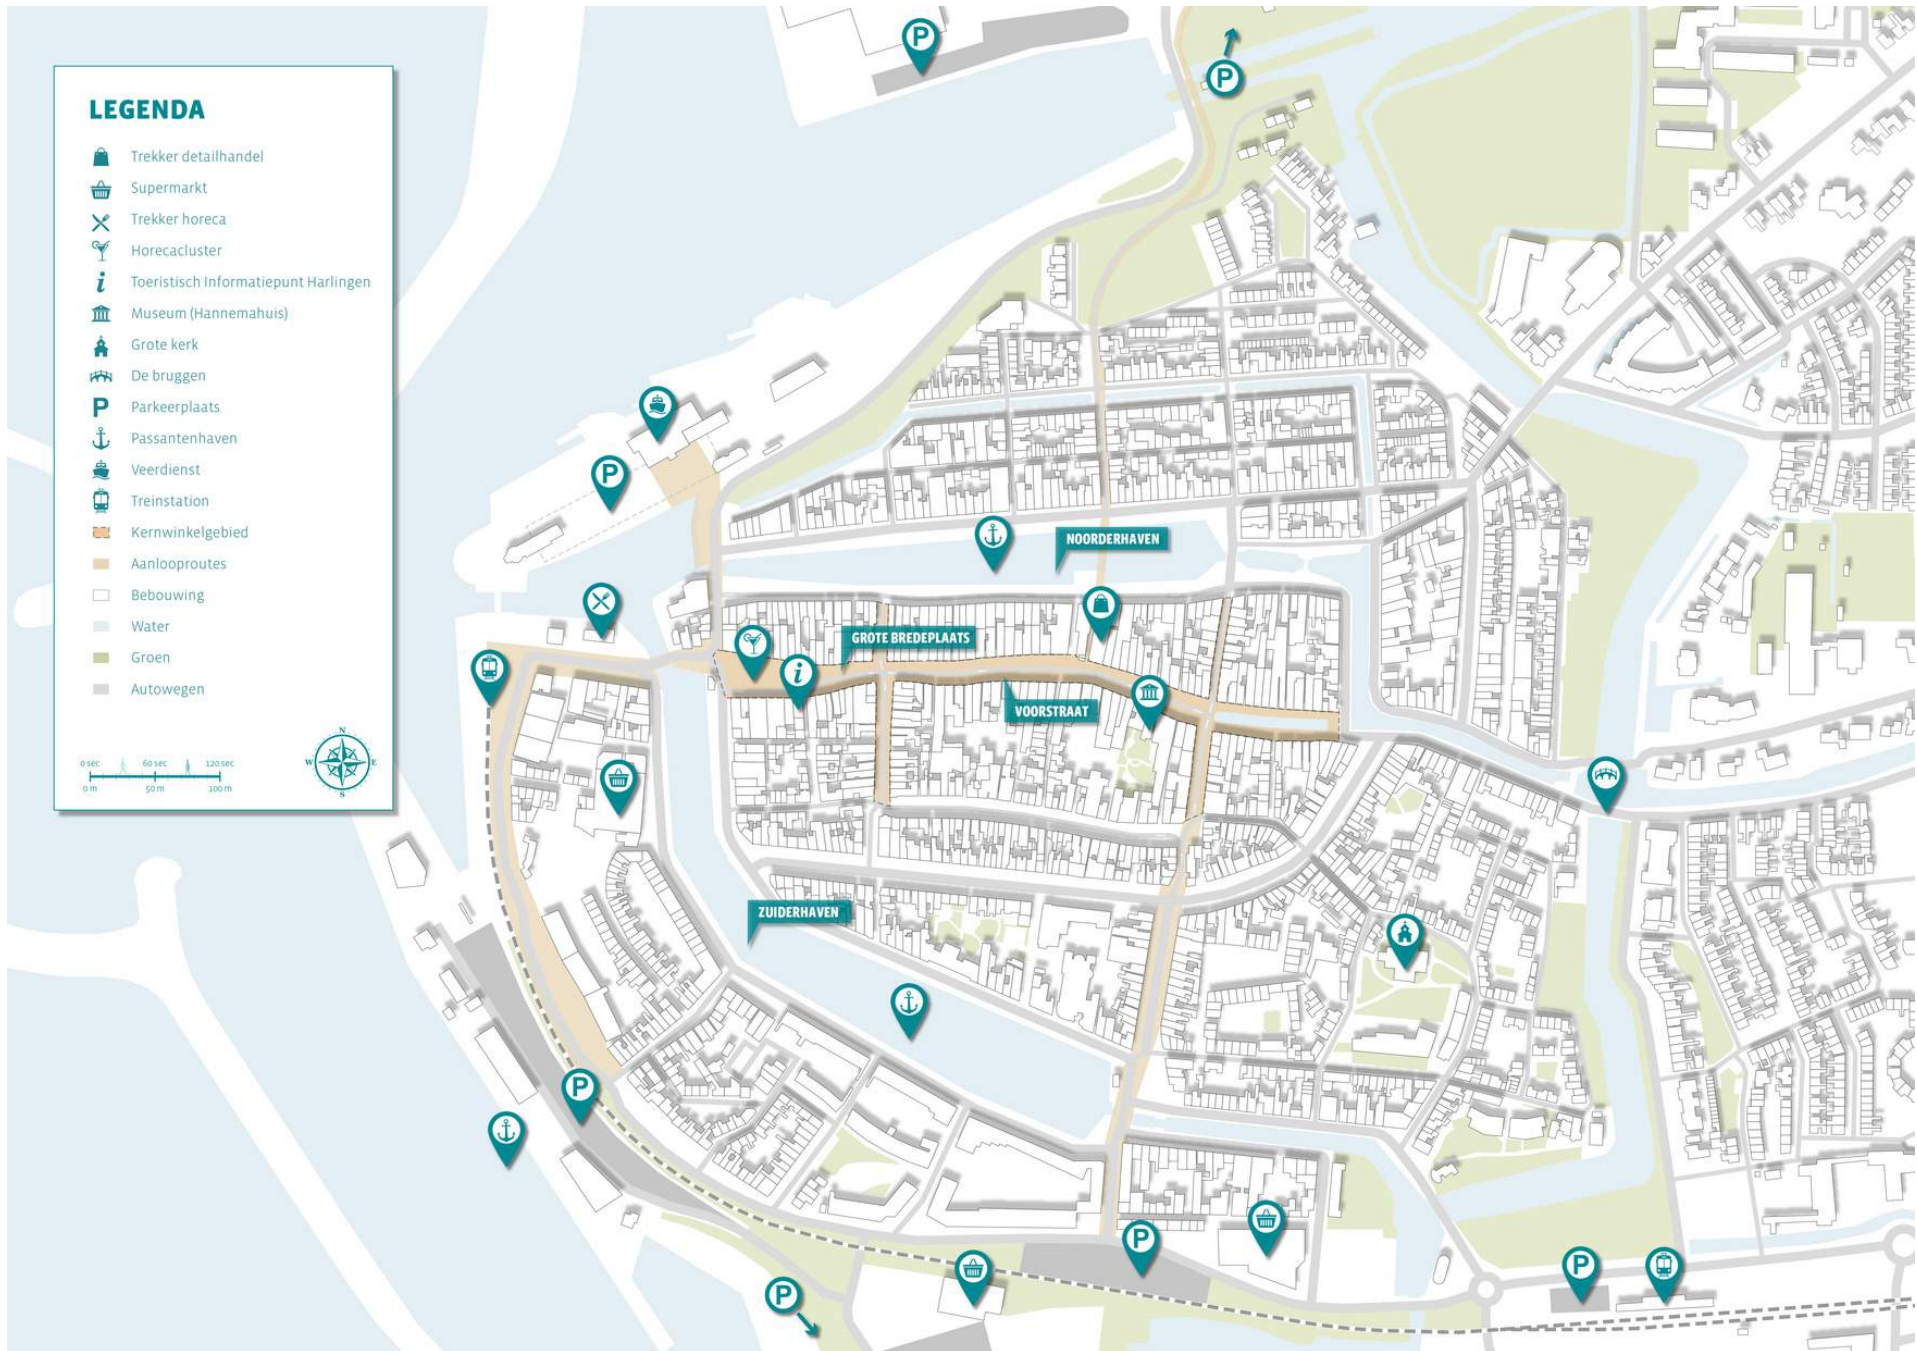 LEGENDA
Trekker detailhandel
Supermarkt
Trekker horeca
Horecacluster
i Toeristisch Informatiepunt Harlingen
Museum (Hannemahuis)
Grote kerk
De bruggen
P Parkeerplaats
Passantenhaven
Veerdienst
Treinstation
Kernwinkelgebied
Aanlooproutes
Bebouwing
Water
Groen
Autowegen
0 sec 60 sec 120 sec
0 m 50 m 100 m
N
W E
S
P
P
P
NOORDERHAVEN
GROTE BREDEPLAATS
i
VOORSTRAAT
ZUIDERHAVEN
P
P
P
P